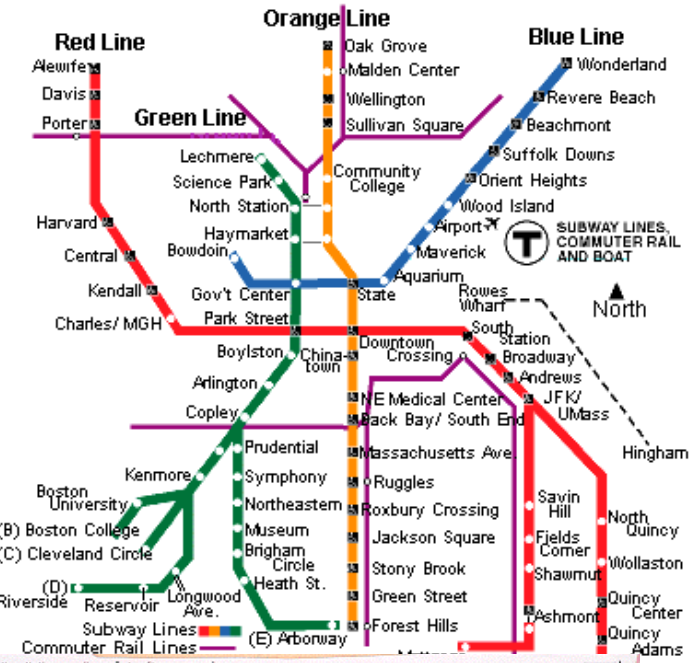 Orange Line
Red Line
Blue Line
Green Line
Alewife
Davis
Porter
Harvard
Central
Kendall
Charles/ MGH
Lechmere
Science Park
North Station
Haymarket
Bowdoin
Gov't Center
Park Street
Boylston
Arlington
Copley
Kenmore
Boston
University
(B) Boston College
(C) Cleveland Circle
(D)
Riverside
Reservoir
Longwood
Ave.
Prudential
Symphony
Northeastern
Museum
Brigham
Circle
Heath St.
(E) Arborway
Oak Grove
Malden Center
Wellington
Sullivan Square
Community
College
State
Downtown
Crossing
China-
town
NE Medical Center
Back Bay/ South End
Massachusetts Ave
Ruggles
Roxbury Crossing
Jackson Square
Stony Brook
Green Street
Forest Hills
Wonderland
Revere Beach
Beachmont
Suffolk Downs
Orient Heights
Wood Island
Airport
Maverick
Aquarium
T
SUBWAY LINES,
COMMUTER RAIL
AND BOAT
North
Rowes
Wharf
Hingham
South
Station
Broadway
Andrews
JFK/
UMass
Savin
Hill
Fields
Corner
Shawmut
Ashmont
North
Quincy
Wollaston
Quincy
Center
Quincy
Adams
Subway Lines
Commuter Rail Lines